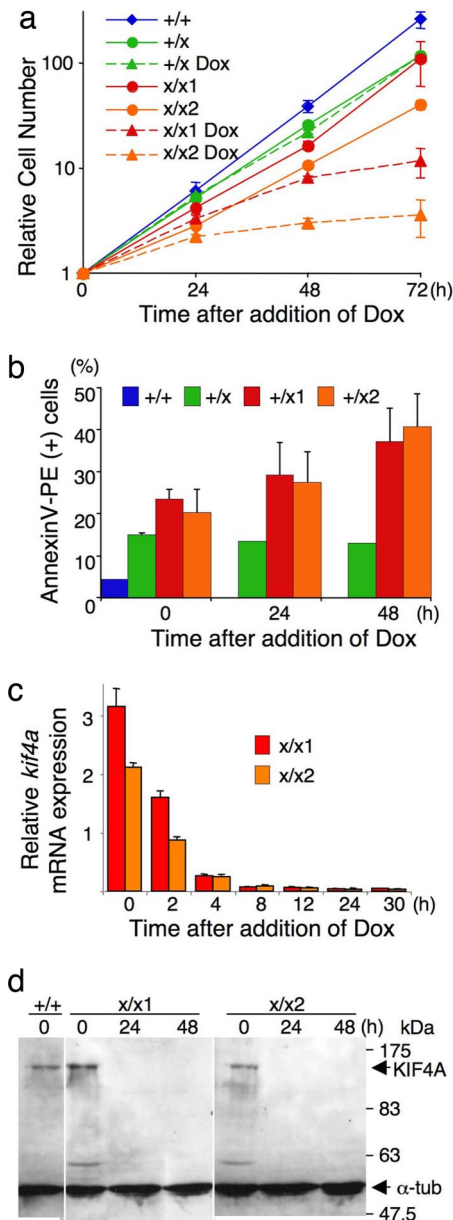 a
Relative Cell Number
100
10
1
+/+
+/x
+/x Dox
x/x1
x/x2
x/x1 Dox
x/x2 Dox
0 24 48 72 (h)
Time after addition of Dox
b
(%)
AnnexinV-PE (+) cells
50
40
30
20
10
0
+/+ +/x +/x1 +/x2
0 24 48 (h)
Time after addition of Dox
c
Relative kif4a
mRNA expression
3
2
1
x/x1
x/x2
0 2 4 8 12 24 30 (h)
Time after addition of Dox
d
+/+ x/x1 x/x2
0 0 24 48 0 24 48 (h) kDa
175
KIF4A
83
63
α-tub
47.5